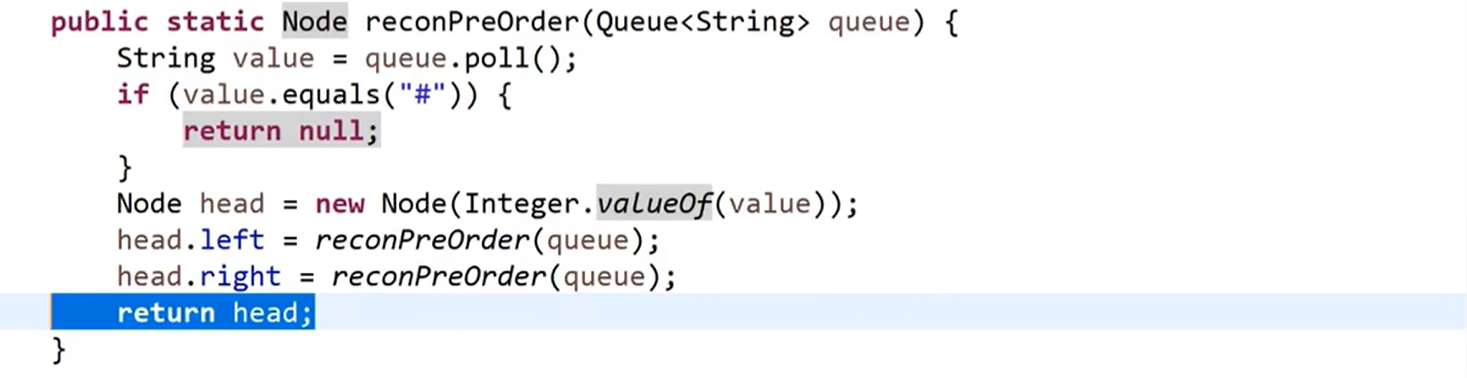 public static Node reconPreOrder(Queue<String> queue) {
    String value = queue.poll();
    if (value.equals("#")) {
        return null;
    }
    Node head = new Node(Integer.valueOf(value));
    head.left = reconPreOrder(queue);
    head.right = reconPreOrder(queue);
    return head;
}